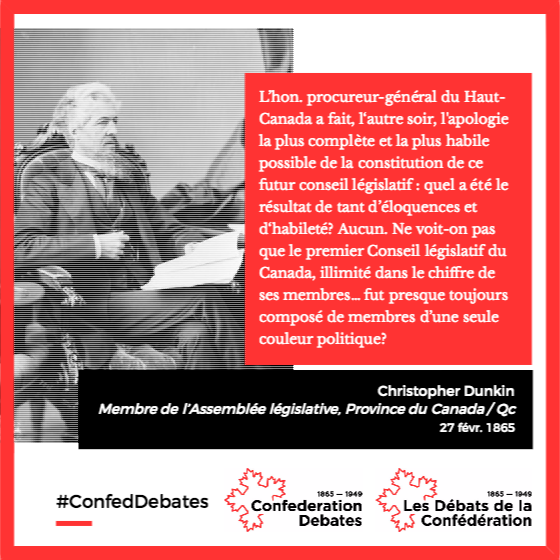 L’hon. procureur-général du Haut-
Canada a fait, l‘autre soir, l’apologie
la plus complète et la plus habile
possible de la constitution de ce
futur conseil législatif : quel a été le
résultat de tant d’éloquences et
d‘habileté? Aucun. Ne voit-on pas
que le premier Conseil législatif du
Canada, illimité dans le chiffre de
ses membres... fut presque toujours
composé de membres d’une seule
couleur politique?
Christopher Dunkin
Membre de l’Assemblée législative, Province du Canada / Qc
27 févr. 1865
#ConfedDebates
1865 — 1949
Confederation
Debates
1865 — 1949
Les Débats de la
Confédération